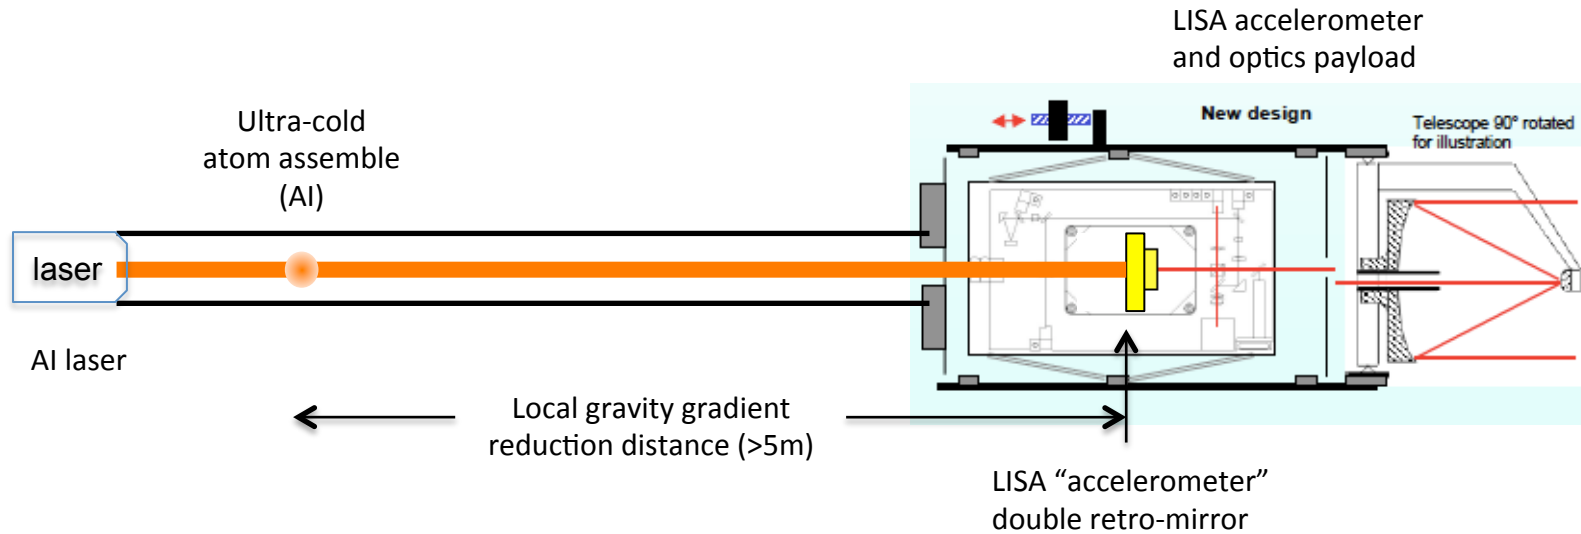 LISA accelerometer
and optics payload
New design
Telescope 90° rotated
for illustration
Ultra-cold
atom assemble
(AI)
laser
AI laser
Local gravity gradient
reduction distance (>5m)
LISA “accelerometer”
double retro-mirror